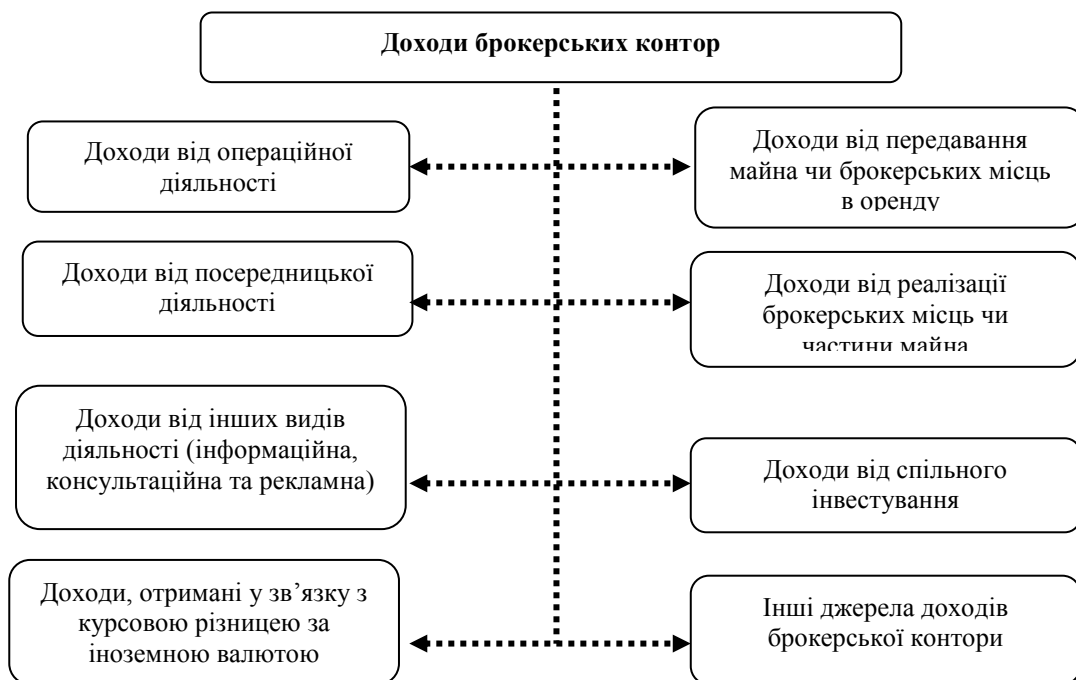 Доходи брокерських контор
Доходи від операційної
діяльності
Доходи від передавання
майна чи брокерських місць
в оренду
Доходи від посередницької
діяльності
Доходи від реалізації
брокерських місць чи
частини майна
Доходи від інших видів
діяльності (інформаційна,
консультаційна та рекламна)
Доходи від спільного
інвестування
Доходи, отримані у зв’язку з
курсовою різницею за
іноземною валютою
Інші джерела доходів
брокерської контори